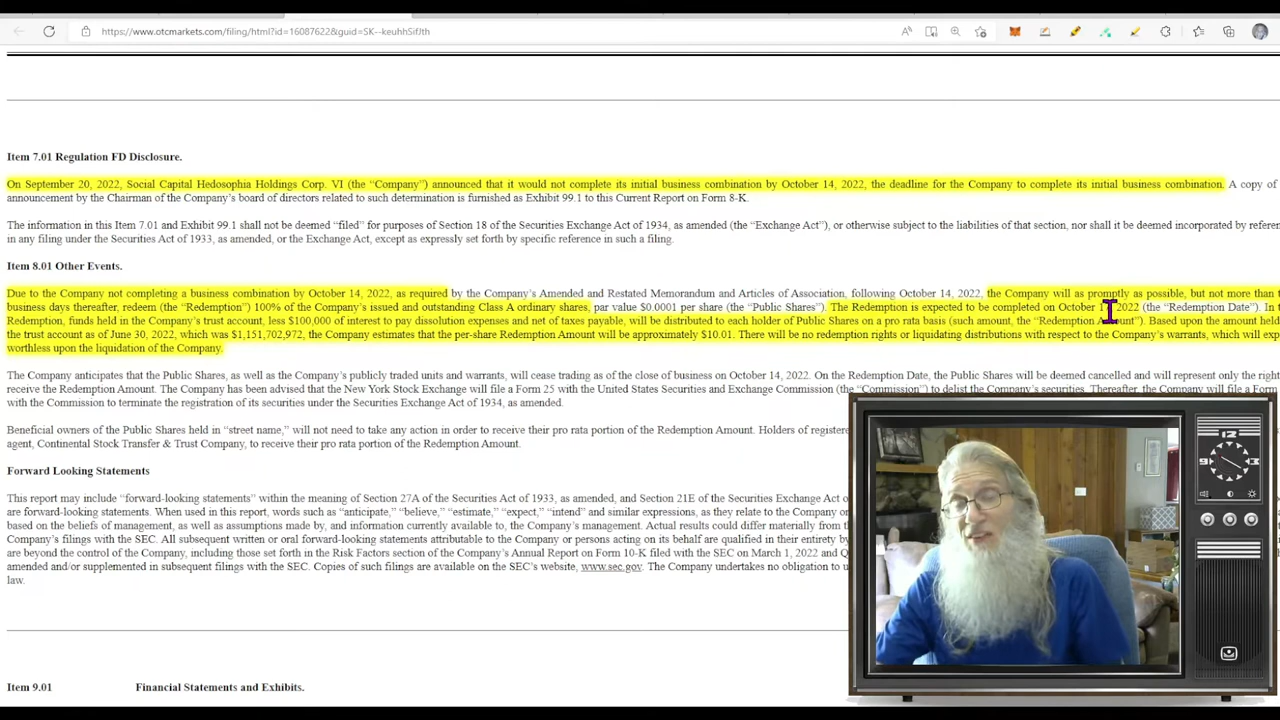 https://www.otcmarkets.com/filing/html?id=16087622&guid=SK--keuhhSifJth
Item 7.01 Regulation FD Disclosure.
On September 20, 2022, Social Capital Hedosophia Holdings Corp. VI (the “Company”) announced that it would not complete its initial business combination by October 14, 2022, the deadline for the Company to complete its initial business combination. A copy of
announcement by the Chairman of the Company’s board of directors related to such determination is furnished as Exhibit 99.1 to this Current Report on Form 8-K.
The information in this Item 7.01 and Exhibit 99.1 shall not be deemed “filed” for purposes of Section 18 of the Securities Exchange Act of 1934, as amended (the “Exchange Act”), or otherwise subject to the liabilities of that section, nor shall it be deemed incorporated by
in any filing under the Securities Act of 1933, as amended, or the Exchange Act, except as expressly set forth by specific reference in such a filing.
Item 8.01 Other Events.
Due to the Company not completing a business combination by October 14, 2022, as required by the Company’s Amended and Restated Memorandum and Articles of Association, following October 14, 2022, the Company will as promptly as possible, but not more than
business days thereafter, redeem (the “Redemption”) 100% of the Company’s issued and outstanding Class A ordinary shares, par value $0.0001 per share (the “Public Shares”). The Redemption is expected to be completed on October 2022 (the “Redemption Date”). In
Redemption, funds held in the Company’s trust account, less $100,000 of interest to pay dissolution expenses and net of taxes payable, will be distributed to each holder of Public Shares on a pro rata basis (such amount, the “Redemption Amount”). Based upon the amount held
the trust account as of June 30, 2022, which was $1,151,702,972, the Company estimates that the per-share Redemption Amount will be approximately $10.01. There will be no redemption rights or liquidating distributions with respect to the Company’s warrants, which will
worthless upon the liquidation of the Company.
The Company anticipates that the Public Shares, as well as the Company’s publicly traded units and warrants, will cease trading as of the close of business on October 14, 2022. On the Redemption Date, the Public Shares will be deemed cancelled and will represent only the
receive the Redemption Amount. The Company has been advised that the New York Stock Exchange will file a Form 25 with the United States Securities and Exchange Commission (the “Commission”) to delist the Company’s securities. Thereafter, the Company will file a Form
with the Commission to terminate the registration of its securities under the Securities Exchange Act of 1934, as amended.
Beneficial owners of the Public Shares held in “street name,” will not need to take any action in order to receive their pro rata portion of the Redemption Amount. Holders of
agent, Continental Stock Transfer & Trust Company, to receive their pro rata portion of the Redemption Amount.
Forward Looking Statements
This report may include “forward-looking statements” within the meaning of Section 27A of the Securities Act of 1933, as amended, and Section 21E of the Securities Exchange Act
are forward-looking statements. When used in this report, words such as “anticipate,” “believe,” “estimate,” “expect,” “intend” and similar expressions, as they relate to the Company
based on the beliefs of management, as well as assumptions made by, and information currently available to, the Company’s management. Actual results could differ materially from
Company’s filings with the SEC. All subsequent written or oral forward-looking statements attributable to the Company or persons acting on its behalf are qualified in their entirety
are beyond the control of the Company, including those set forth in the Risk Factors section of the Company’s Annual Report on Form 10-K filed with the SEC on March 1, 2022 and
amended and/or supplemented in subsequent filings with the SEC. Copies of such filings are available on the SEC’s website, www.sec.gov. The Company undertakes no obligation to
law.
12
9
3
Item 9.01 Financial Statements and Exhibits.